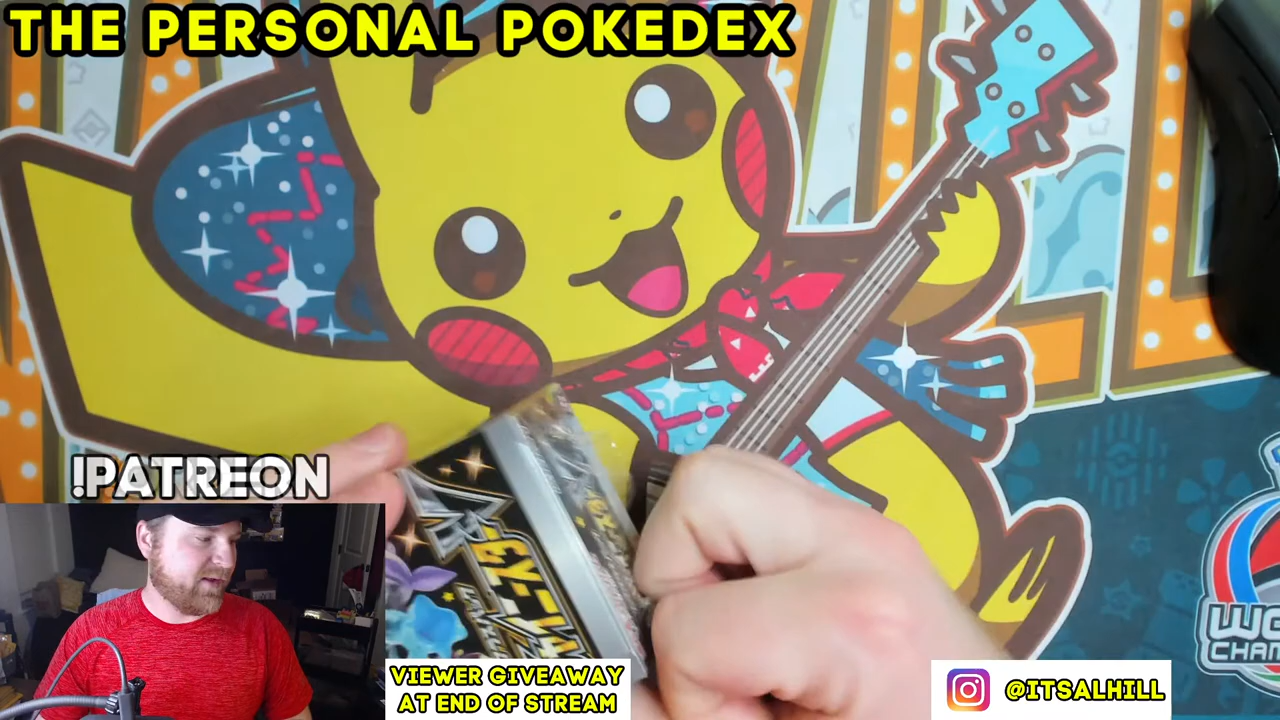 THE PERSONAL POKEDEX
!PATREON
VIEWER GIVEAWAY
AT END OF STREAM
@ITSALHILL